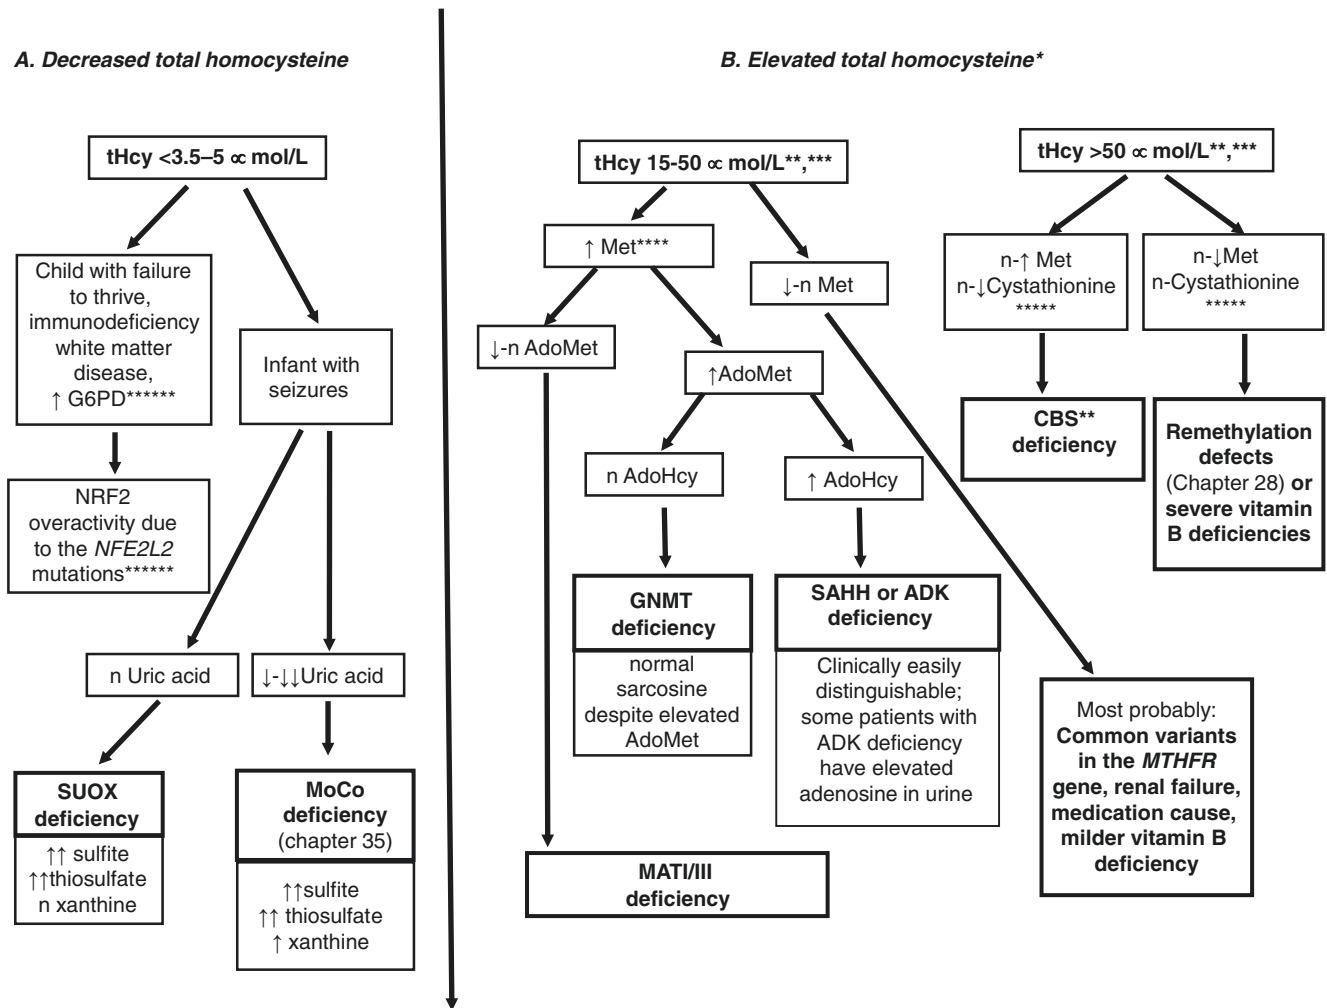 A. Decreased total homocysteine
tHcy <3.5–5 ∝ mol/L
Child with failure
to thrive,
immunodeficiency
white matter
disease,
↑ G6PD******
Infant with
seizures
NRF2
overactivity due
to the NFE2L2
mutations******
n Uric acid
↓-↓↓Uric acid
SUOX
deficiency
↑↑ sulfite
↑↑thiosulfate
n xanthine
MoCo
deficiency
(chapter 35)
↑↑sulfite
↑↑ thiosulfate
↑ xanthine
B. Elevated total homocysteine*
tHcy 15-50 ∝ mol/L**,***
↑ Met****
↓-n Met
↓-n AdoMet
↑AdoMet
n AdoHcy
↑ AdoHcy
GNMT
deficiency
normal
sarcosine
despite elevated
AdoMet
SAHH or ADK
deficiency
Clinically easily
distinguishable;
some patients with
ADK deficiency
have elevated
adenosine in urine
MATI/III
deficiency
Most probably:
Common variants
in the MTHFR
gene, renal failure,
medication cause,
milder vitamin B
deficiency
tHcy >50 ∝ mol/L**,***
n-↑ Met
n-↓Cystathionine
*****
n-↓Met
n-Cystathionine
*****
CBS**
deficiency
Remethylation
defects
(Chapter 28) or
severe vitamin
B deficiencies